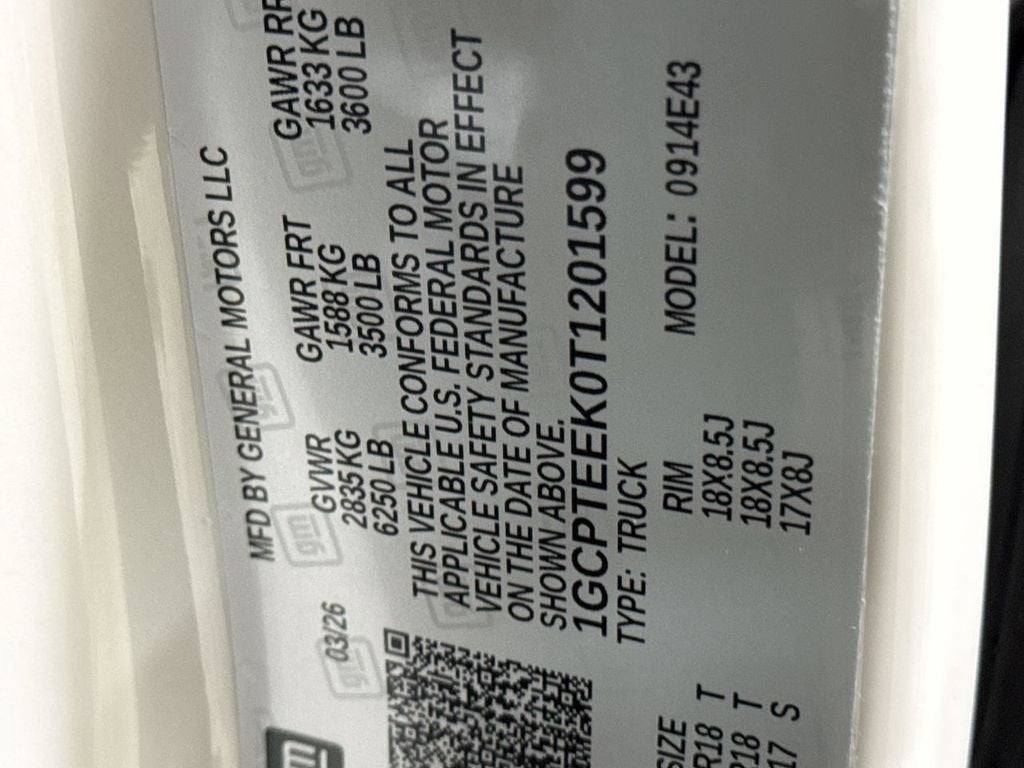 gm
MFD BY GENERAL MOTORS LLC
03/26
GVWR
2835 KG
6250 LB
GAWR FRT
1588 KG
3500 LB
GAWR RR
1633 KG
3600 LB
THIS VEHICLE CONFORMS TO ALL
APPLICABLE U.S. FEDERAL MOTOR
VEHICLE SAFETY STANDARDS IN EFFECT
ON THE DATE OF MANUFACTURE
SHOWN ABOVE.
1GCPTEEK0T1201599
TYPE: TRUCK
MODEL: 0914E43
SIZE RIM
R18 T 18X8.5J
R18 T 18X8.5J
17 S 17X8J